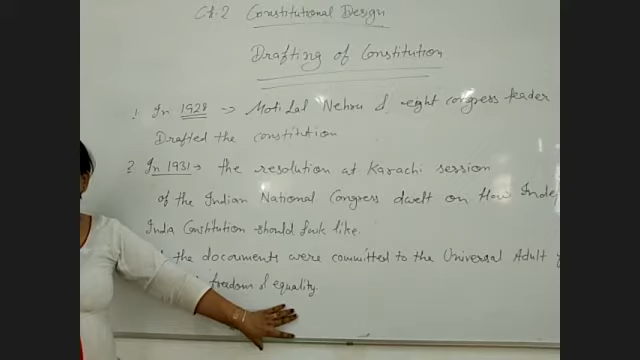 Ch.2 Constitutional Design
Drafting of Constitution
1 In 1928 → Motilal Nehru & eight congress leader
Drafted the constitution
2 In 1931 → the resolution at Karachi session
of the Indian National Congress dwelt on How Inde
India Constitution should look like.
the documents were committed to the Universal Adult
freedom & equality.